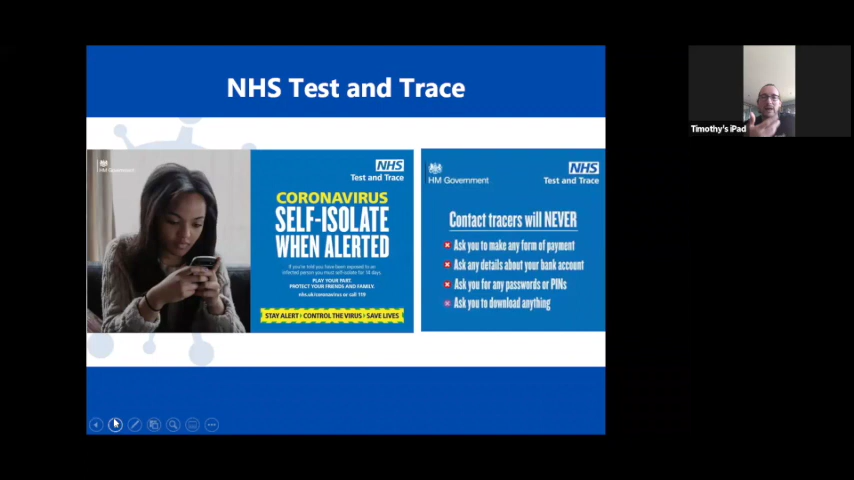 NHS Test and Trace
HM Government
NHS
Test and Trace
CORONAVIRUS
SELF-ISOLATE
WHEN ALERTED
If you're told you have been exposed to an
infected person you must self-isolate for 14 days.
PLAY YOUR PART.
PROTECT YOUR FRIENDS AND FAMILY.
nhs.uk/coronavirus or call 119
STAY ALERT › CONTROL THE VIRUS › SAVE LIVES
HM Government
NHS
Test and Trace
Contact tracers will NEVER
Ask you to make any form of payment
Ask any details about your bank account
Ask you for any passwords or PINs
Ask you to download anything
Timothy's iPad